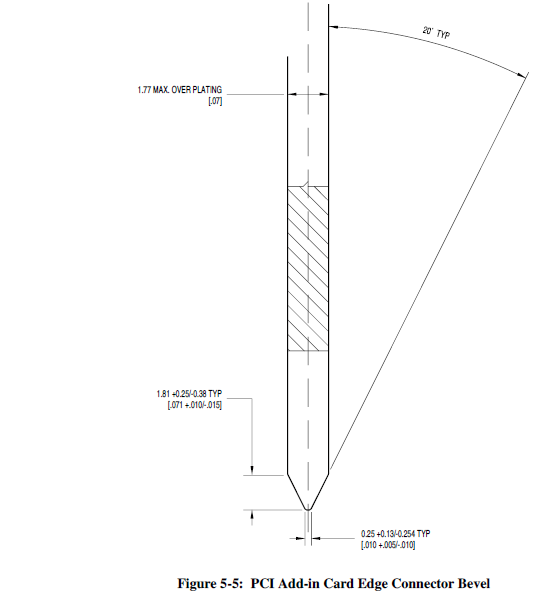 20° TYP
1.77 MAX. OVER PLATING
[.07]
1.81 +0.25/-0.38 TYP
[.071 +.010/-.015]
0.25 +0.13/-0.254 TYP
[.010 +.005/-.010]
Figure 5-5: PCI Add-in Card Edge Connector Bevel